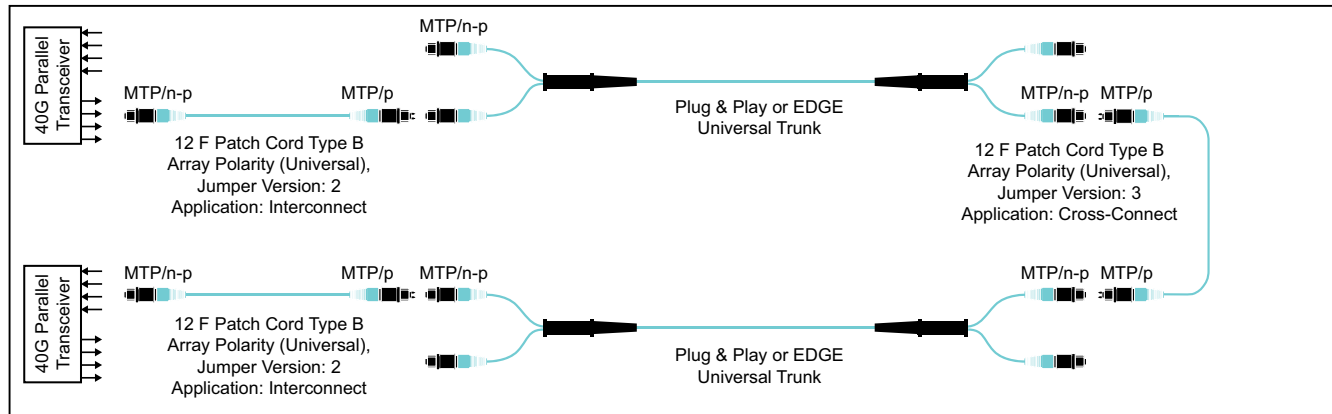 40G Parallel
Transceiver
MTP/n-p
MTP/n-p
MTP/p
12 F Patch Cord Type B
Array Polarity (Universal),
Jumper Version: 2
Application: Interconnect
Plug & Play or EDGE
Universal Trunk
MTP/n-p
MTP/p
12 F Patch Cord Type B
Array Polarity (Universal),
Jumper Version: 3
Application: Cross-Connect
40G Parallel
Transceiver
MTP/n-p
MTP/p
MTP/n-p
12 F Patch Cord Type B
Array Polarity (Universal),
Jumper Version: 2
Application: Interconnect
Plug & Play or EDGE
Universal Trunk
MTP/n-p
MTP/p